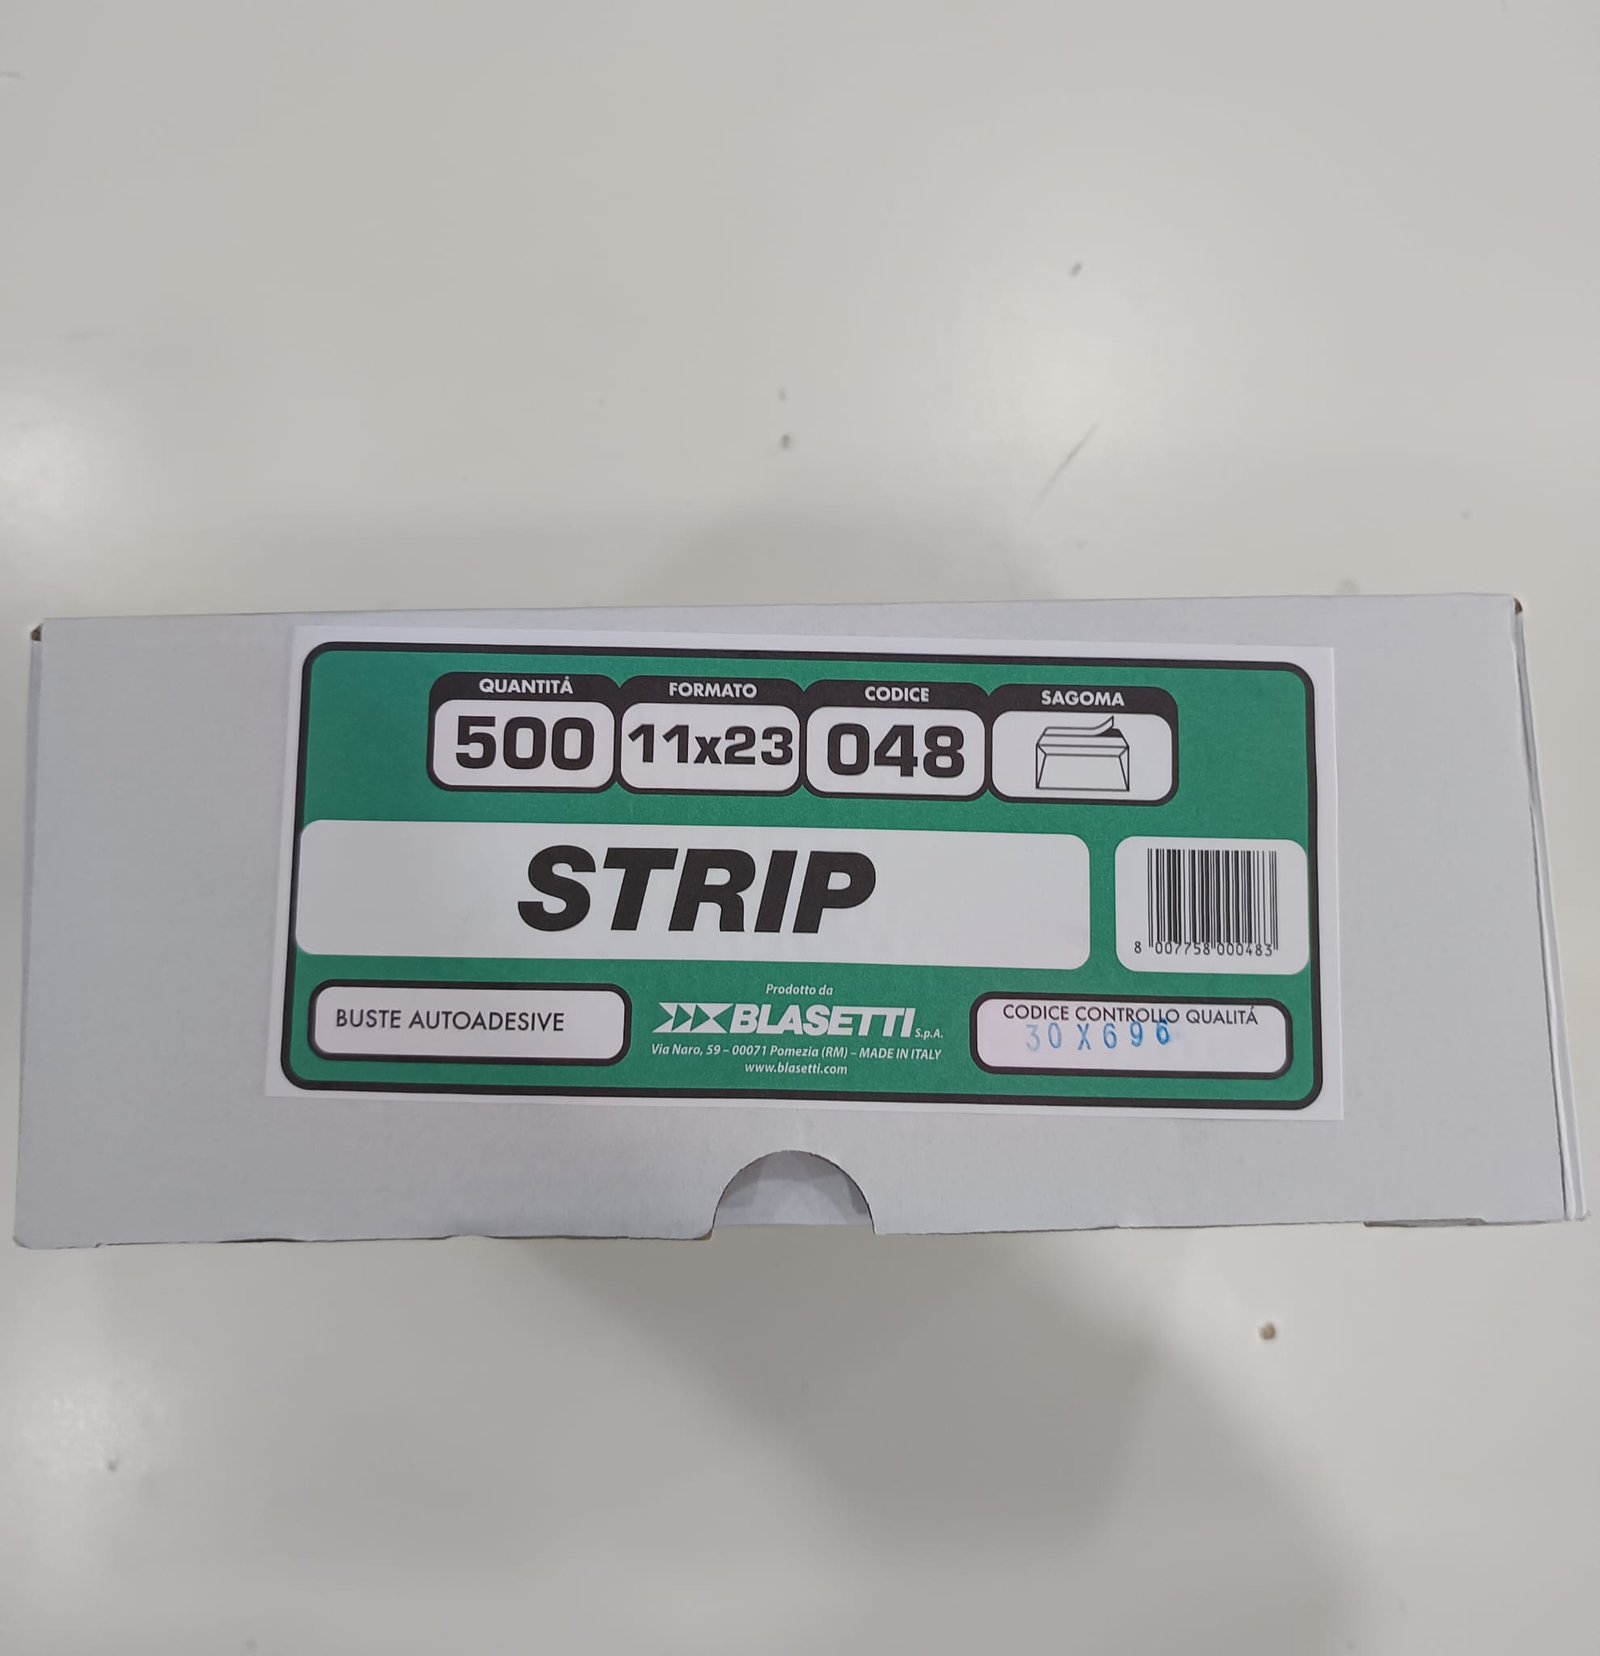 QUANTITÁ
500
FORMATO
11x23
CODICE
048
SAGOMA
STRIP
8 007758 000483
BUSTE AUTOADESIVE
Prodotto da
BLASETTI S.p.A.
Via Naro, 59 – 00071 Pomezia (RM) – MADE IN ITALY
www.blasetti.com
CODICE CONTROLLO QUALITÁ
30X696